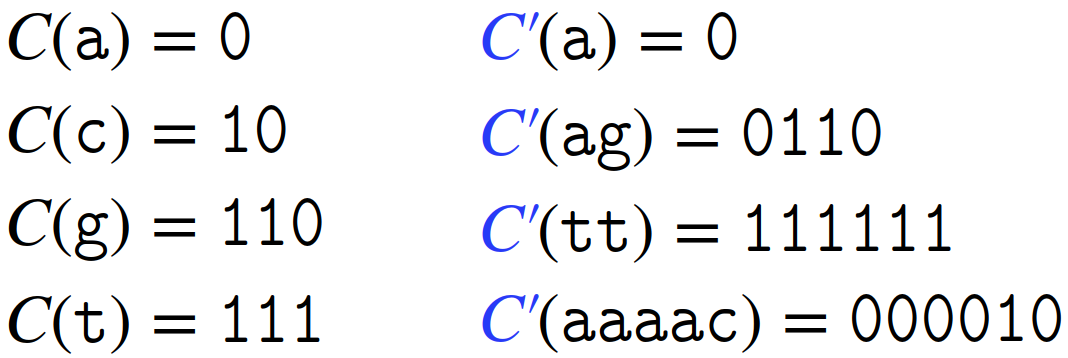 C(a) = 0 C′(a) = 0
C(c) = 10 C′(ag) = 0110
C(g) = 110 C′(tt) = 111111
C(t) = 111 C′(aaaac) = 000010